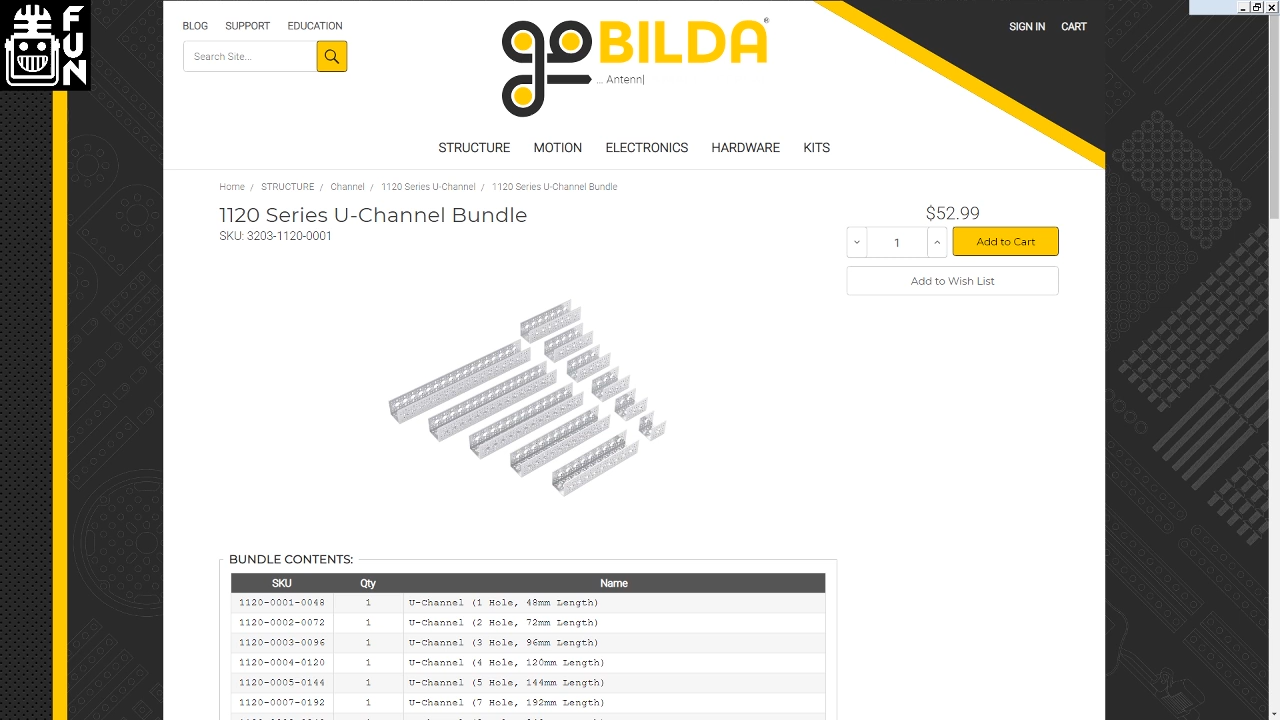 FUN
BLOG SUPPORT EDUCATION
Search Site...
goBILDA®
... Antenn|
SIGN IN CART
STRUCTURE MOTION ELECTRONICS HARDWARE KITS
Home / STRUCTURE / Channel / 1120 Series U-Channel / 1120 Series U-Channel Bundle
1120 Series U-Channel Bundle
SKU: 3203-1120-0001
$52.99
1 Add to Cart
Add to Wish List
BUNDLE CONTENTS:
SKU Qty Name
1120-0001-0048 1 U-Channel (1 Hole, 48mm Length)
1120-0002-0072 1 U-Channel (2 Hole, 72mm Length)
1120-0003-0096 1 U-Channel (3 Hole, 96mm Length)
1120-0004-0120 1 U-Channel (4 Hole, 120mm Length)
1120-0005-0144 1 U-Channel (5 Hole, 144mm Length)
1120-0007-0192 1 U-Channel (7 Hole, 192mm Length)